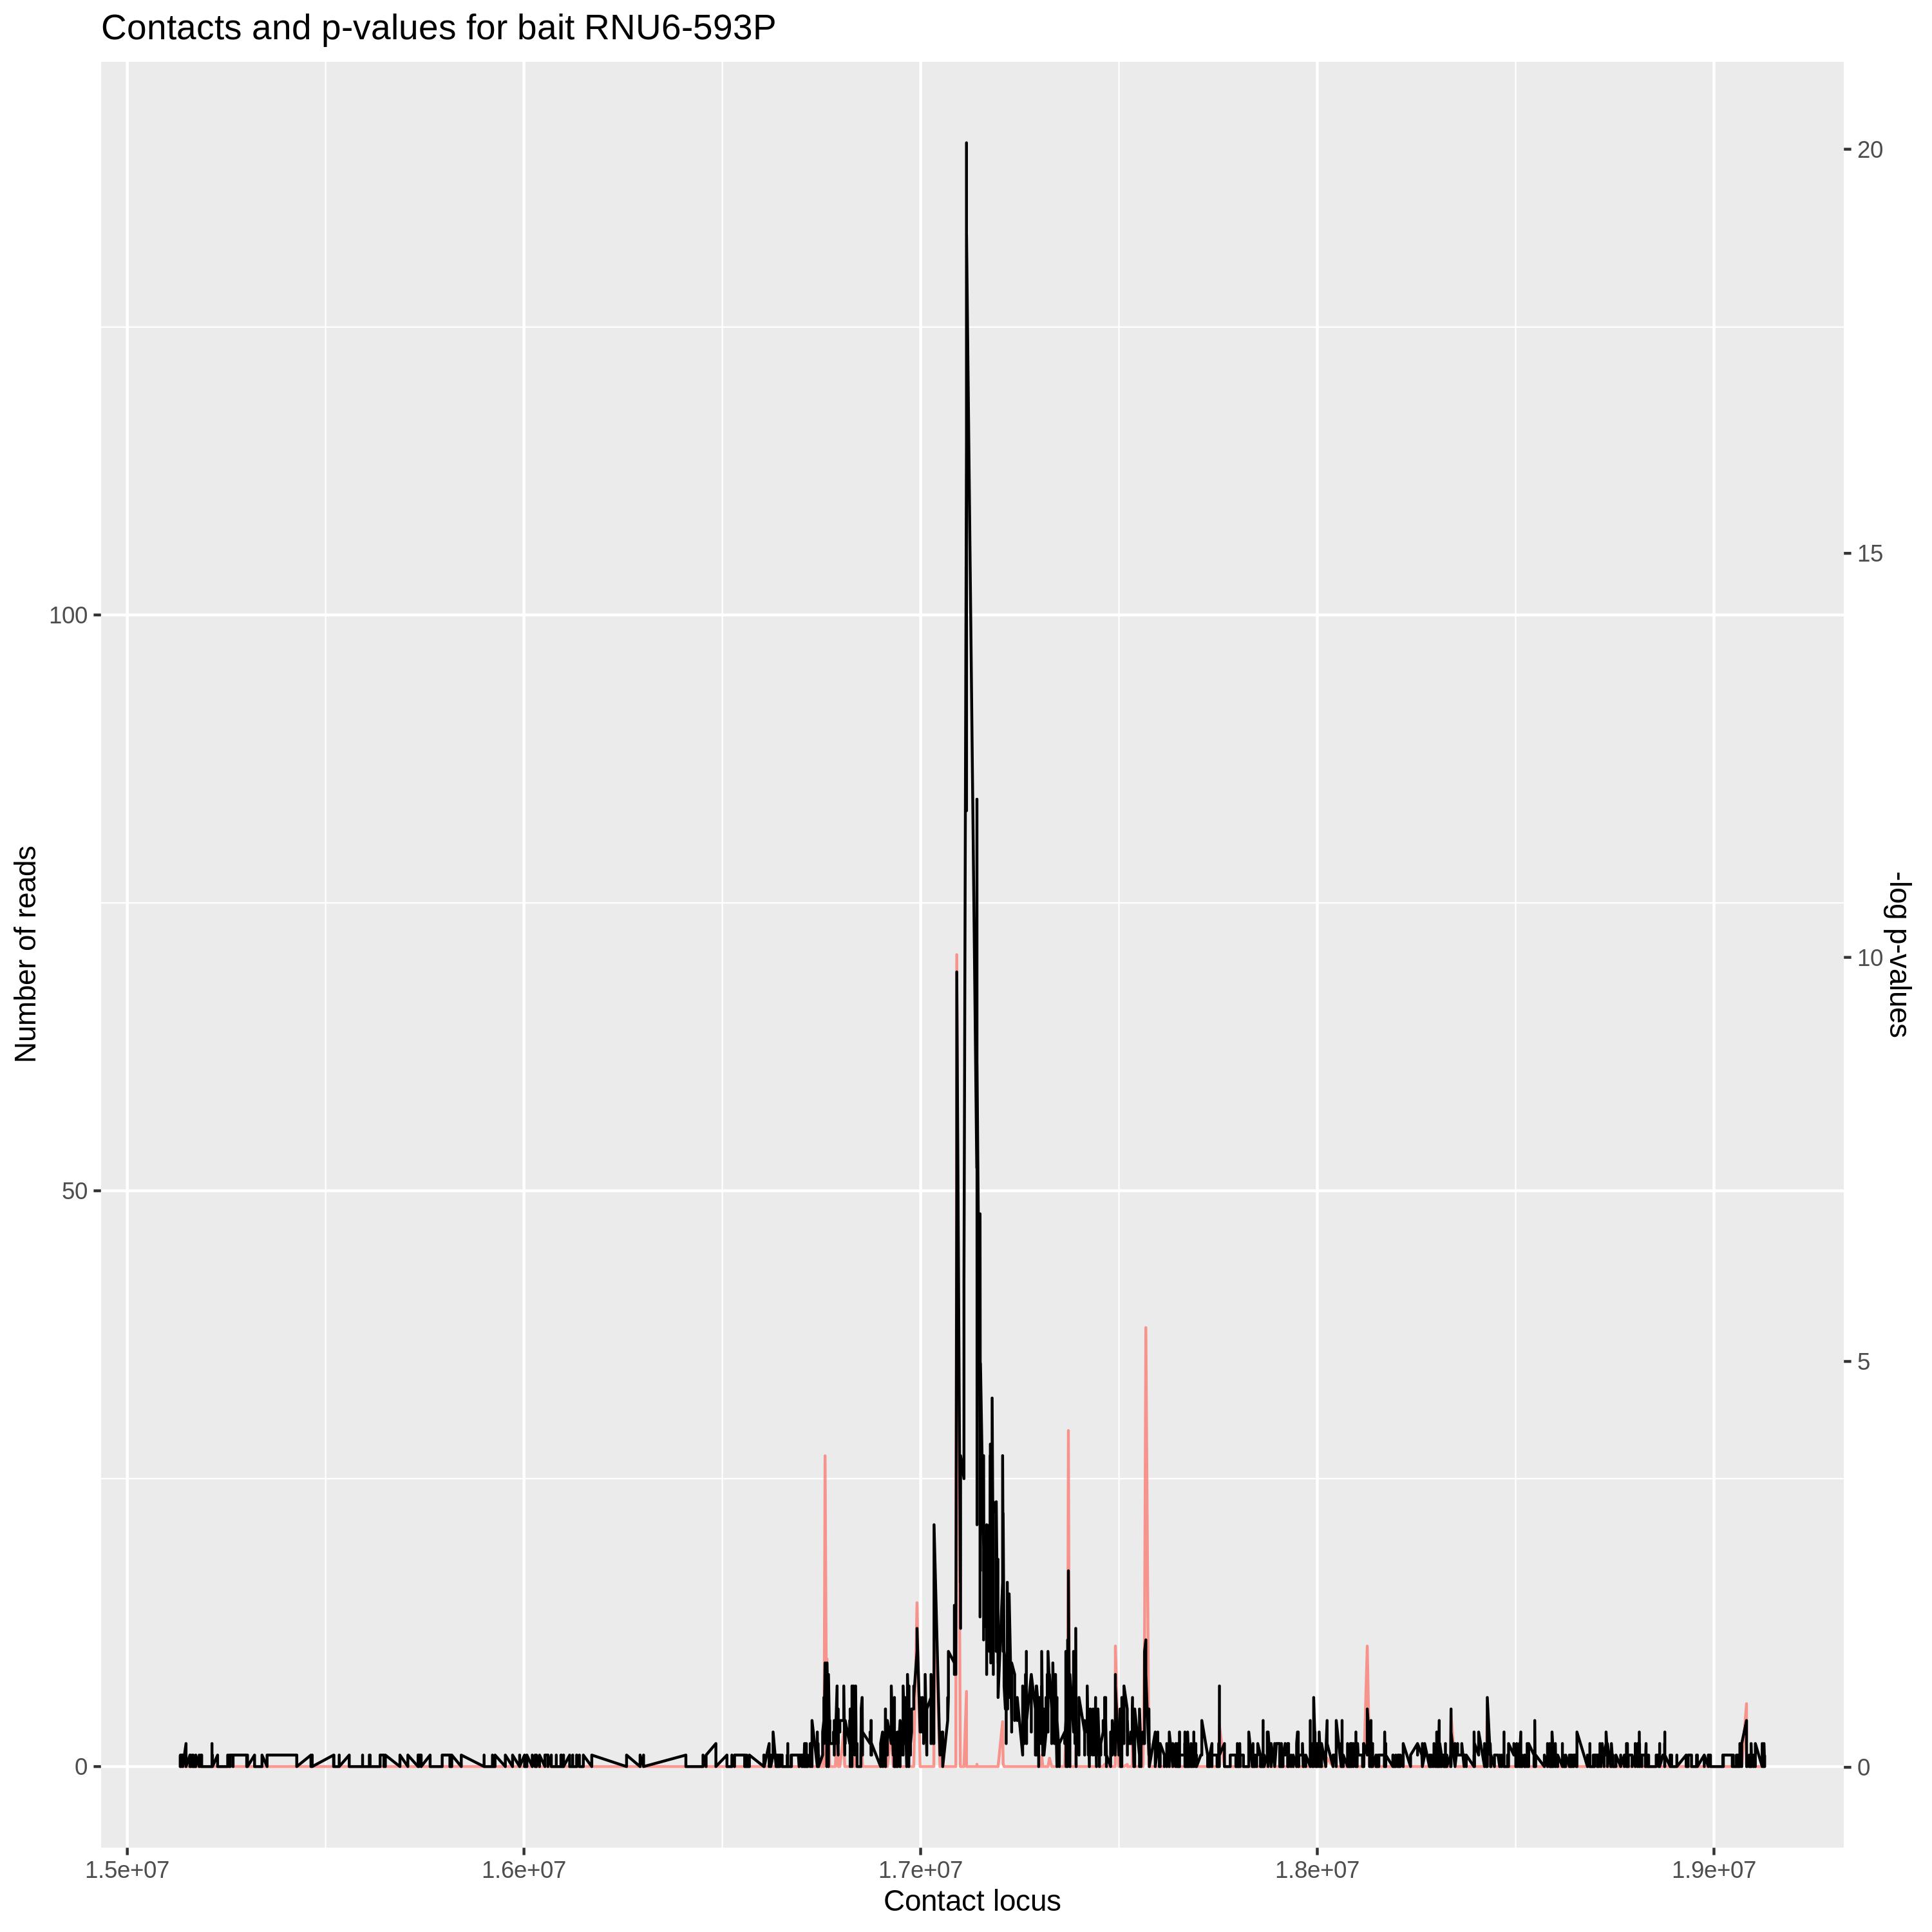 Contacts and p-values for bait RNU6-593P
Number of reads
100
50
0
20
15
10
5
0
-log p-values
1.5e+07
1.6e+07
1.7e+07
1.8e+07
1.9e+07
Contact locus